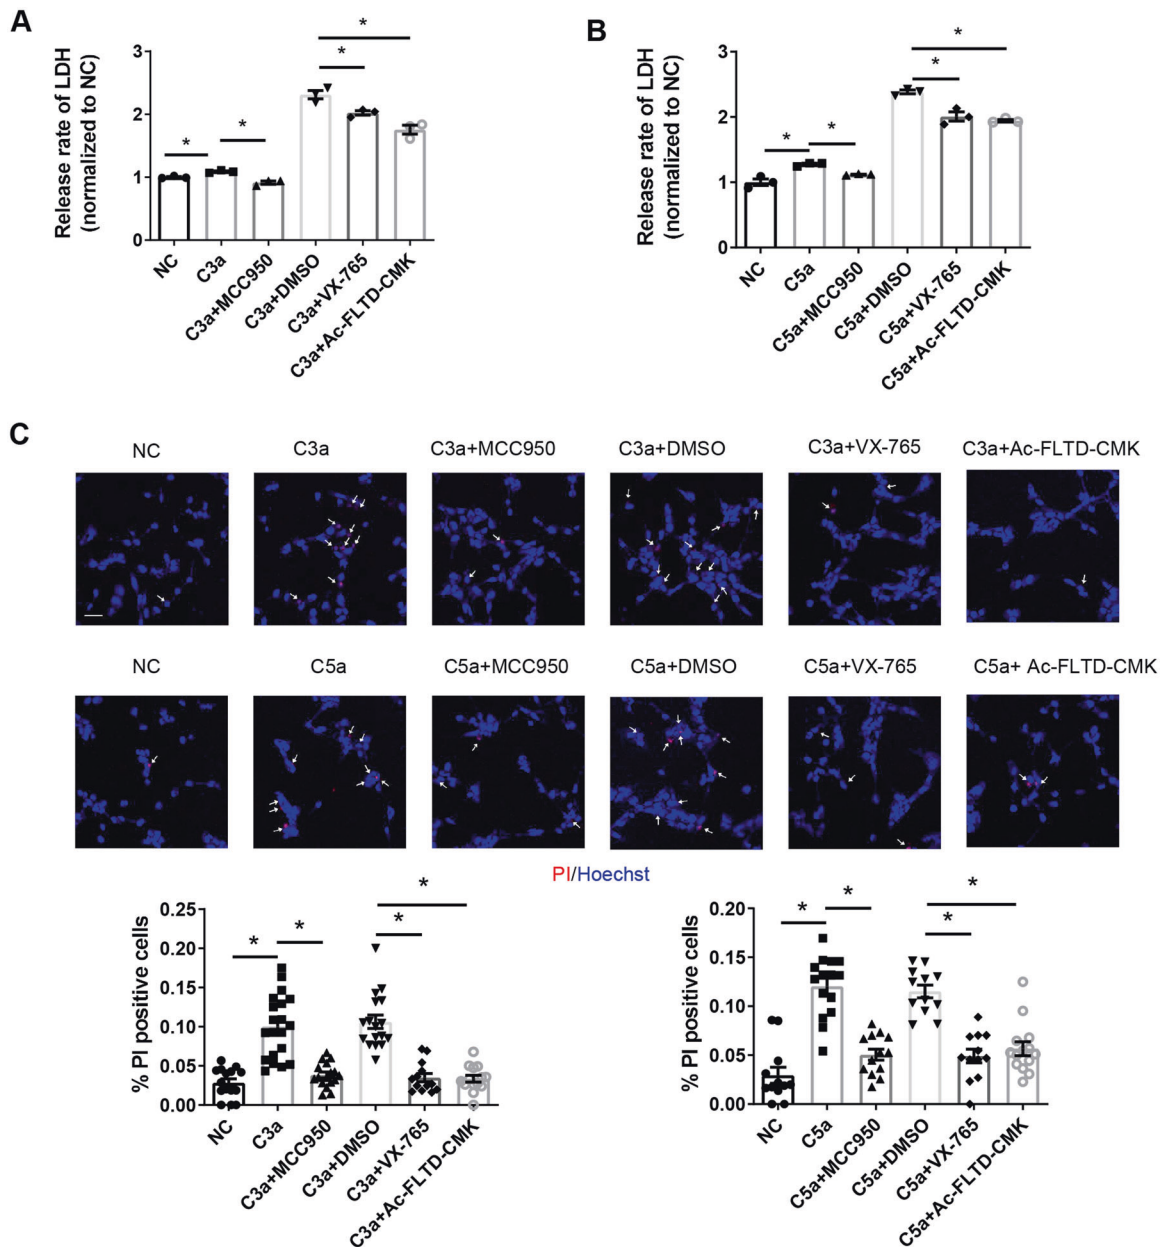 A
Release rate of LDH
(normalized to NC)
3
2
1
0
*
*
*
*
NC
C3a
C3a+MCC950
C3a+DMSO
C3a+VX-765
C3a+Ac-FLTD-CMK
B
Release rate of LDH
(normalized to NC)
3
2
1
0
*
*
*
*
NC
C5a
C5a+MCC950
C5a+DMSO
C5a+VX-765
C5a+Ac-FLTD-CMK
C
NC C3a C3a+MCC950 C3a+DMSO C3a+VX-765 C3a+Ac-FLTD-CMK
NC C5a C5a+MCC950 C5a+DMSO C5a+VX-765 C5a+ Ac-FLTD-CMK
PI/Hoechst
% PI positive cells
0.25
0.20
0.15
0.10
0.05
0.00
*
*
*
*
NC
C3a
C3a+MCC950
C3a+DMSO
C3a+VX-765
C3a+Ac-FLTD-CMK
% PI positive cells
0.20
0.15
0.10
0.05
0.00
*
*
*
*
NC
C5a
C5a+MCC950
C5a+DMSO
C5a+VX-765
C5a+Ac-FLTD-CMK